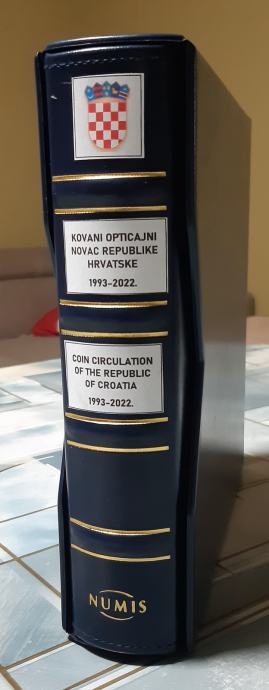 KOVANI OPTICAJNI
NOVAC REPUBLIKE
HRVATSKE
1993-2022.
COIN CIRCULATION
OF THE REPUBLIC
OF CROATIA
1993-2022.
NUMIS